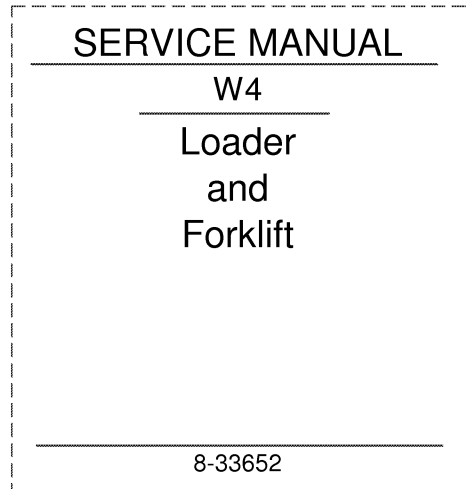 SERVICE MANUAL
W4
Loader
and
Forklift
8-33652